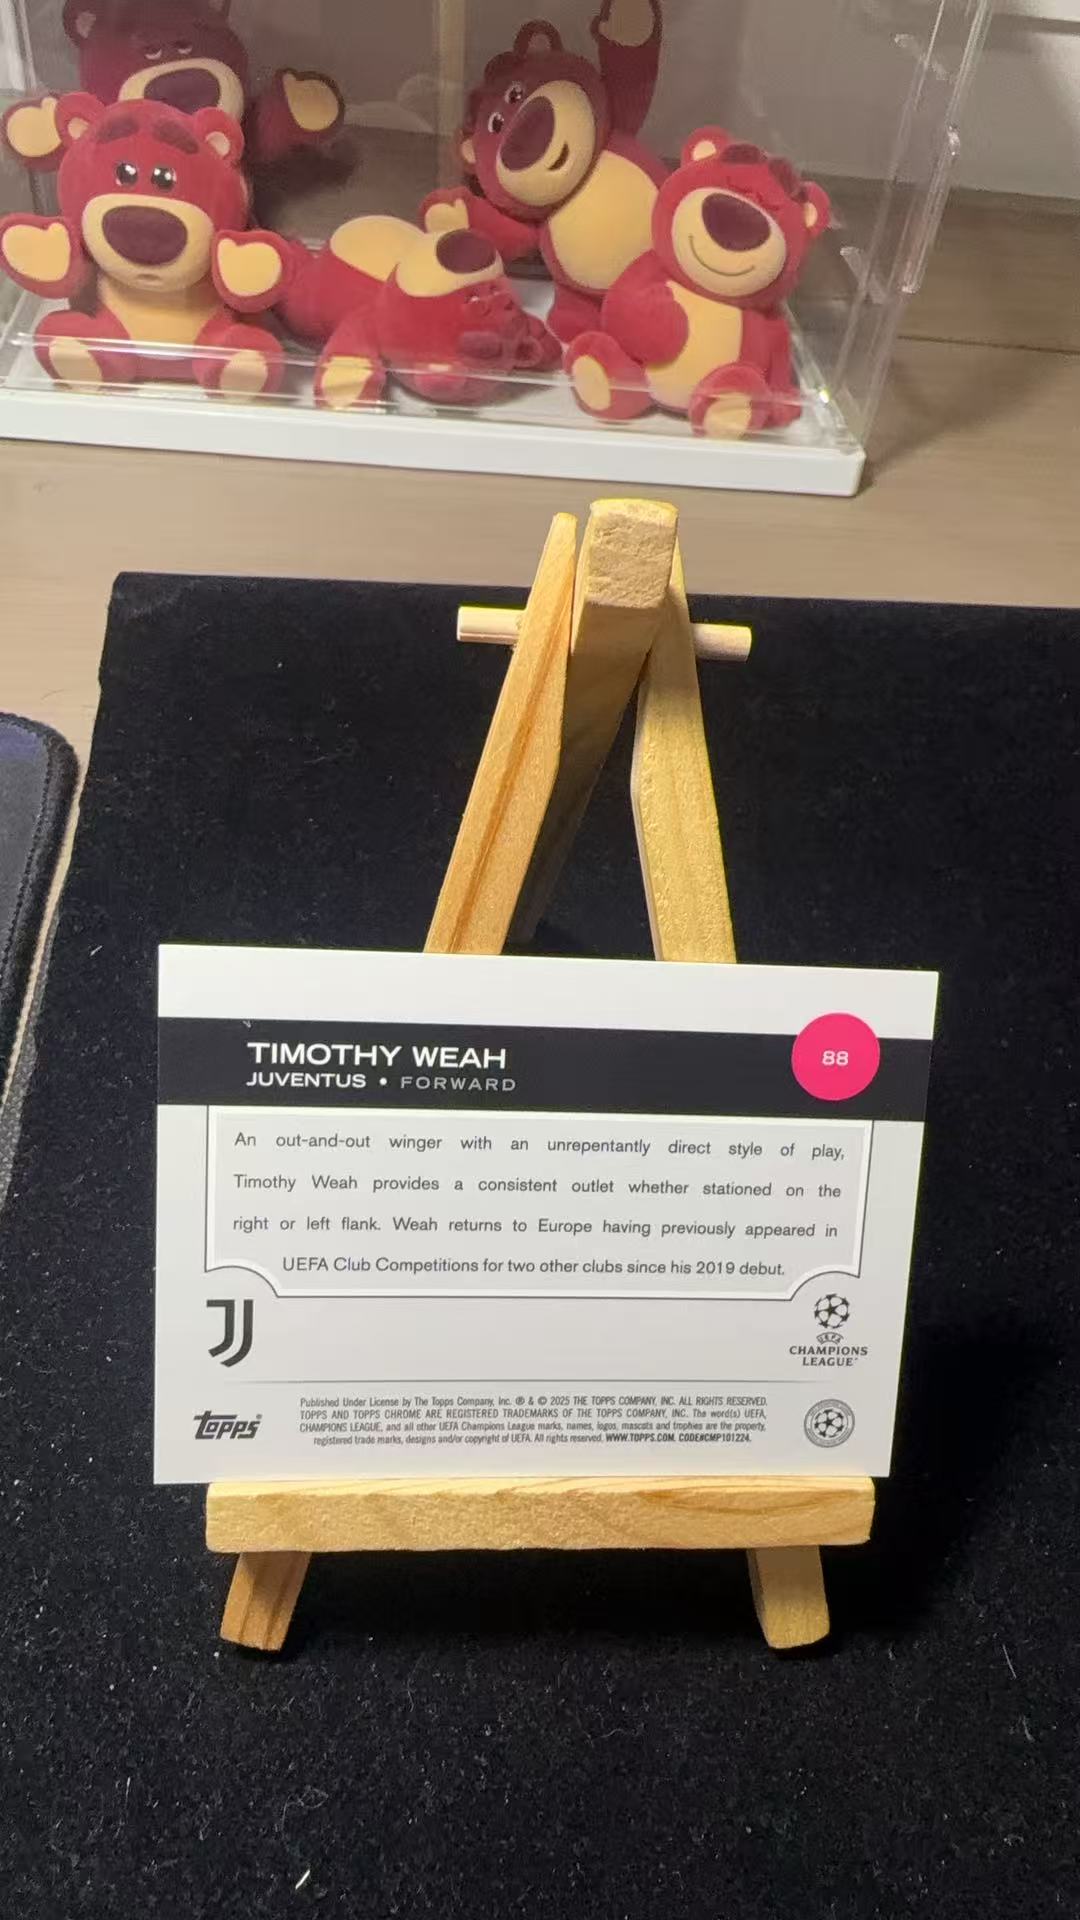 TIMOTHY WEAH
88
JUVENTUS • FORWARD
An out-and-out winger with an unrepentantly direct style of play,
Timothy Weah provides a consistent outlet whether stationed on the
right or left flank. Weah returns to Europe having previously appeared in
UEFA Club Competitions for two other clubs since his 2019 debut.
UEFA
CHAMPIONS
LEAGUE
topps®
Published Under License by The Topps Company, Inc. ® & © 2025 THE TOPPS COMPANY, INC. ALL RIGHTS RESERVED.
TOPPS AND TOPPS CHROME ARE REGISTERED TRADEMARKS OF THE TOPPS COMPANY, INC. The word(s) UEFA,
CHAMPIONS LEAGUE, and all other UEFA Champions League marks, names, logos, mascots and trophies are the property,
registered trade marks, designs and/or copyright of UEFA. All rights reserved. WWW.TOPPS.COM. CODE#CMP101224.